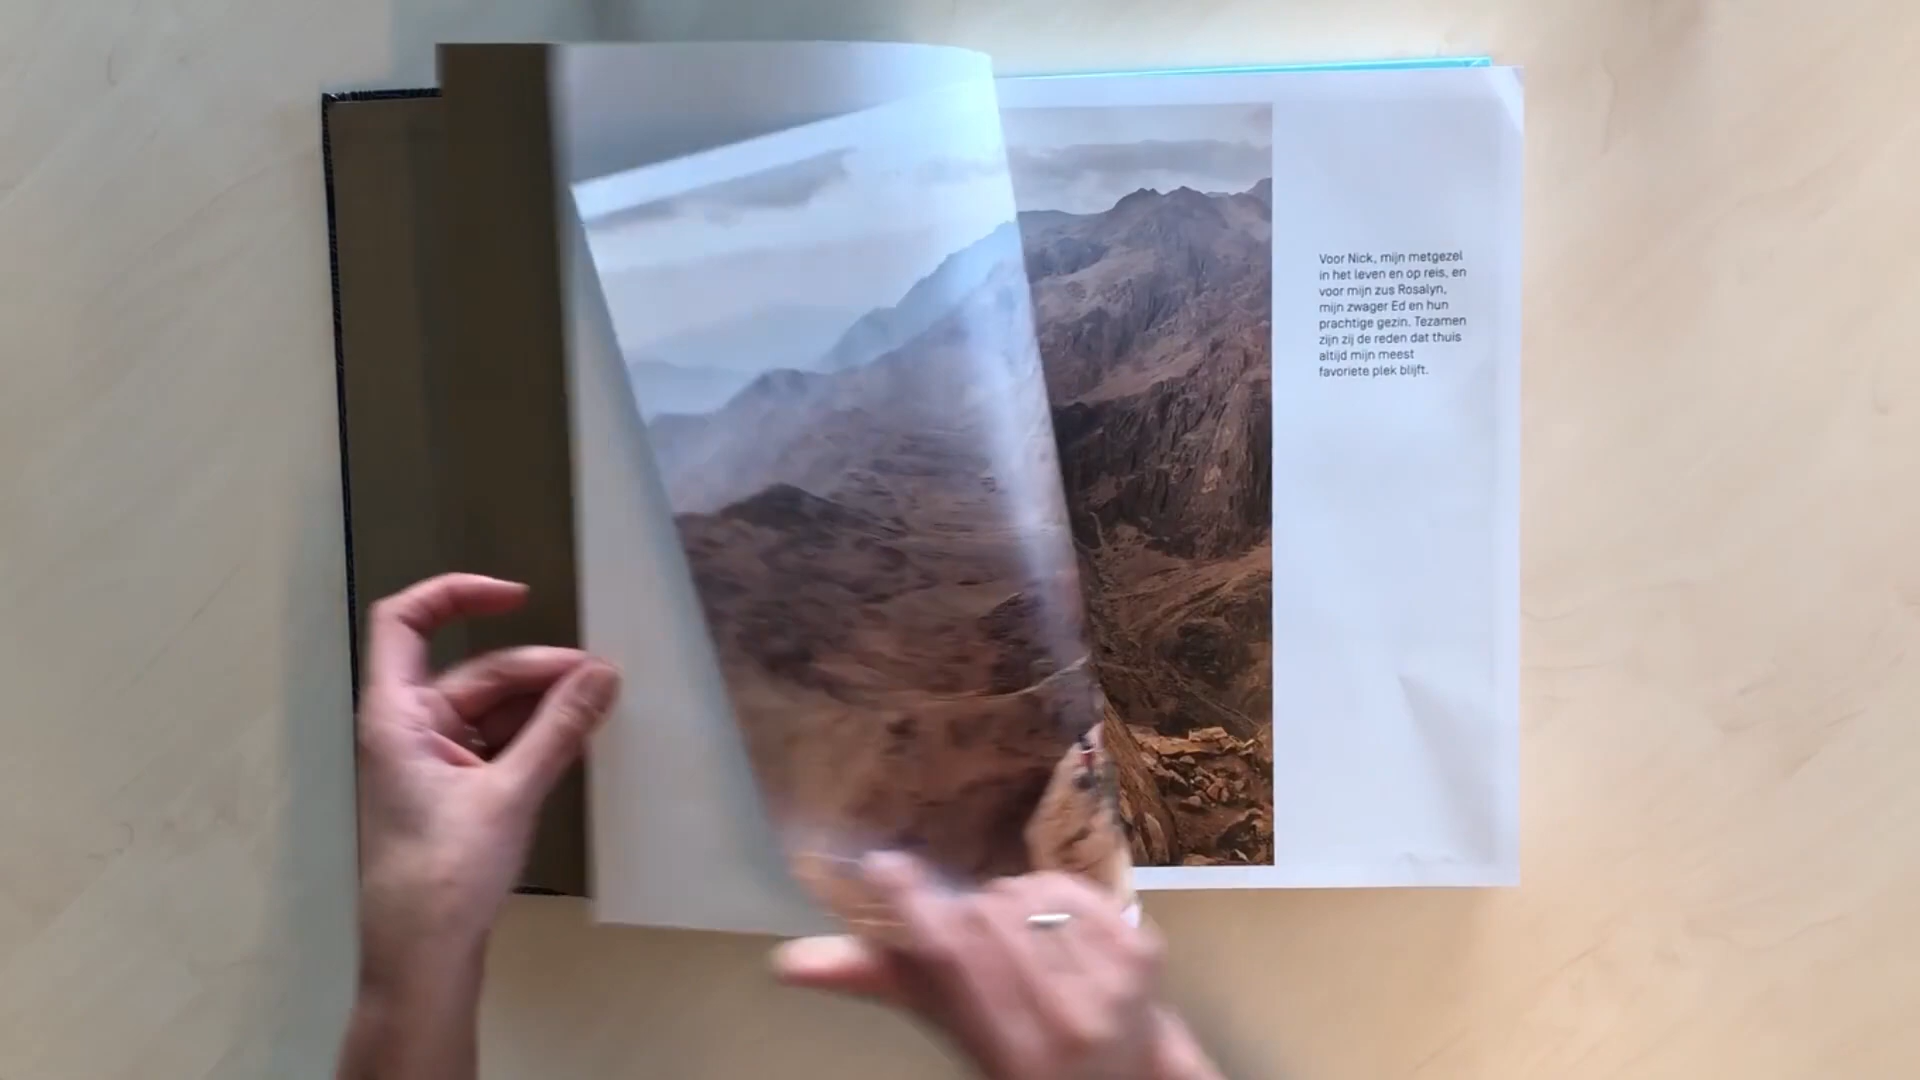 Voor Nick, mijn metgezel
in het leven en op reis, en
voor mijn zus Rosalyn,
mijn zwager Ed en hun
prachtige gezin. Tezamen
zijn zij de reden dat thuis
altijd mijn meest
favoriete plek blijft.